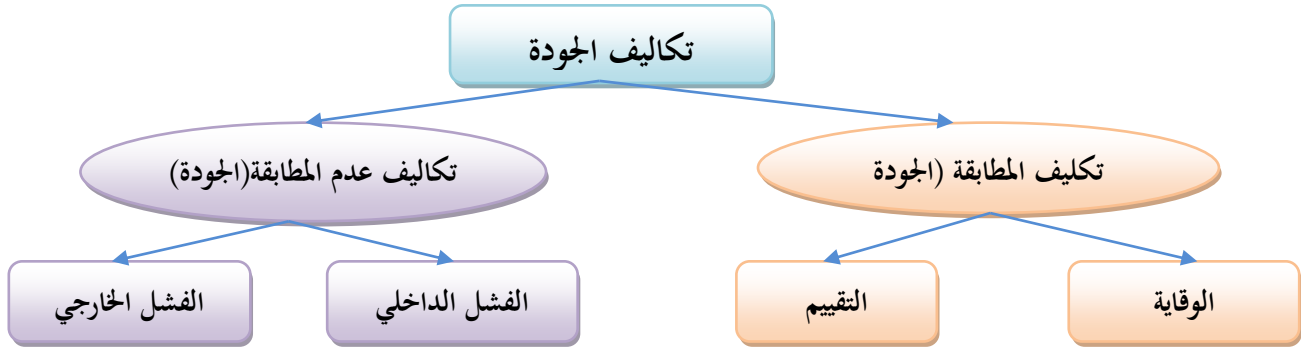 تكاليف الجودة
تكليف المطابقة (الجودة
تكاليف عدم المطابقة(الجودة)
الوقاية
التقييم
الفشل الداخلي
الفشل الخارجي